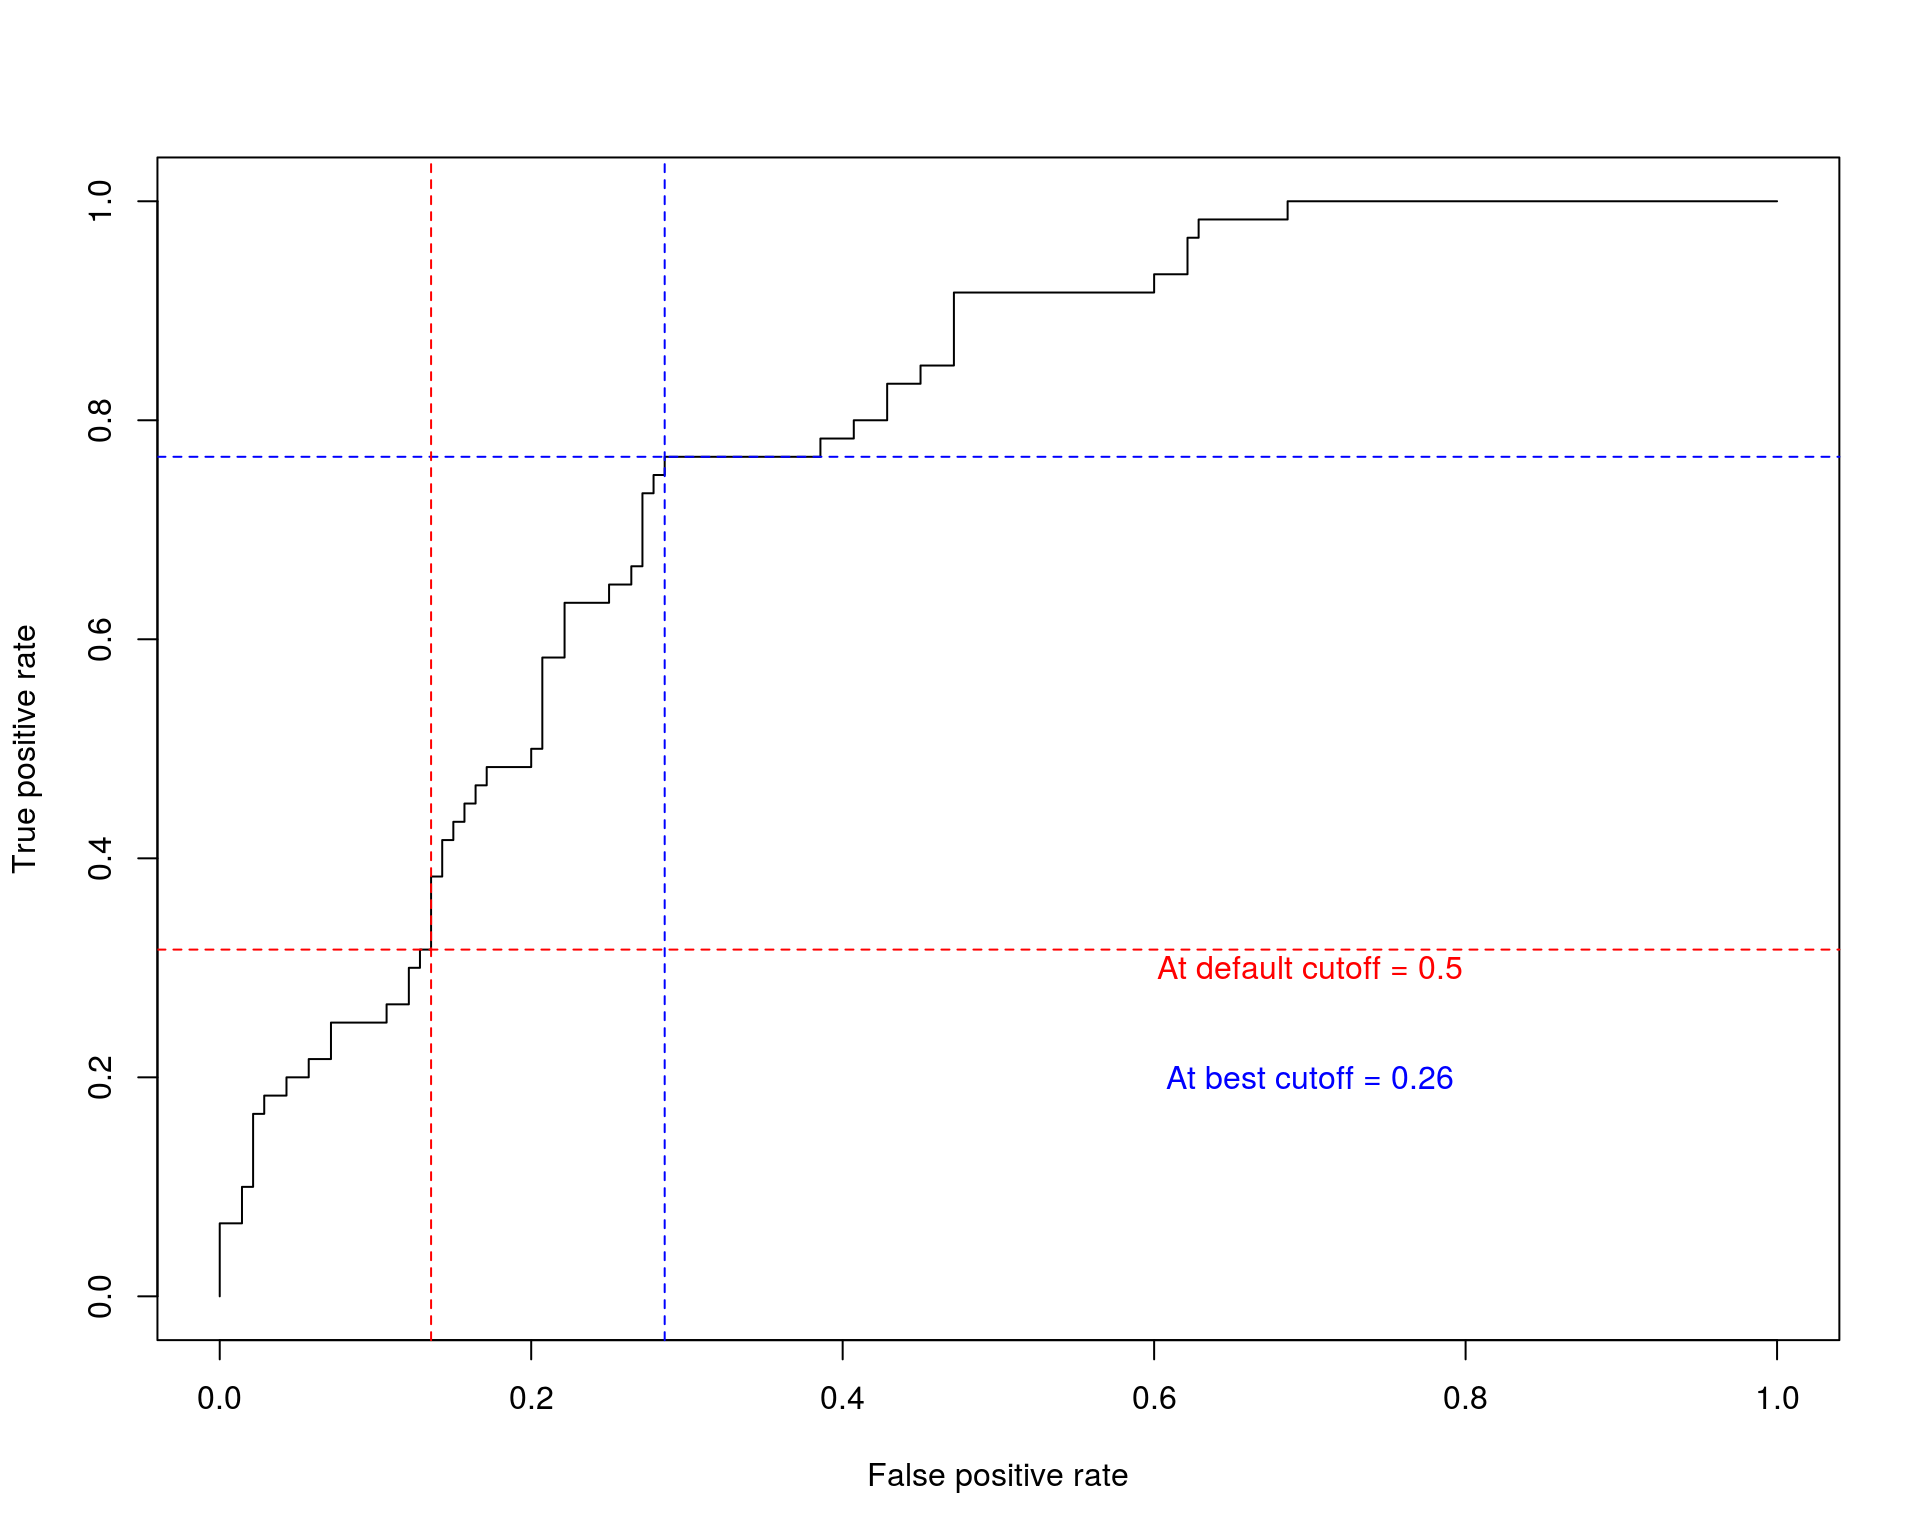 1.0
0.8
0.6
0.4
0.2
0.0
True positive rate
At default cutoff = 0.5
At best cutoff = 0.26
0.0 0.2 0.4 0.6 0.8 1.0
False positive rate